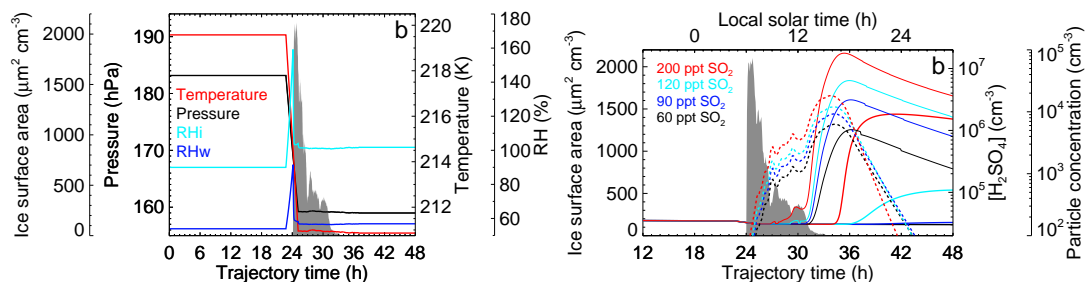 b
Ice surface area (µm² cm⁻³)
2000
1500
1000
500
0
Pressure (hPa)
190
180
170
160
Temperature
Pressure
RHi
RHw
220
218
216
214
212
Temperature (K)
180
160
140
120
100
80
60
RH (%)
0 6 12 18 24 30 36 42 48
Trajectory time (h)
Local solar time (h)
0 12 24
b
Ice surface area (µm² cm⁻³)
2000
1500
1000
500
0
200 ppt SO₂
120 ppt SO₂
90 ppt SO₂
60 ppt SO₂
10⁷
10⁶
10⁵
[H₂SO₄] (cm⁻³)
10⁵
10⁴
10³
10²
Particle concentration (cm⁻³)
12 18 24 30 36 42 48
Trajectory time (h)